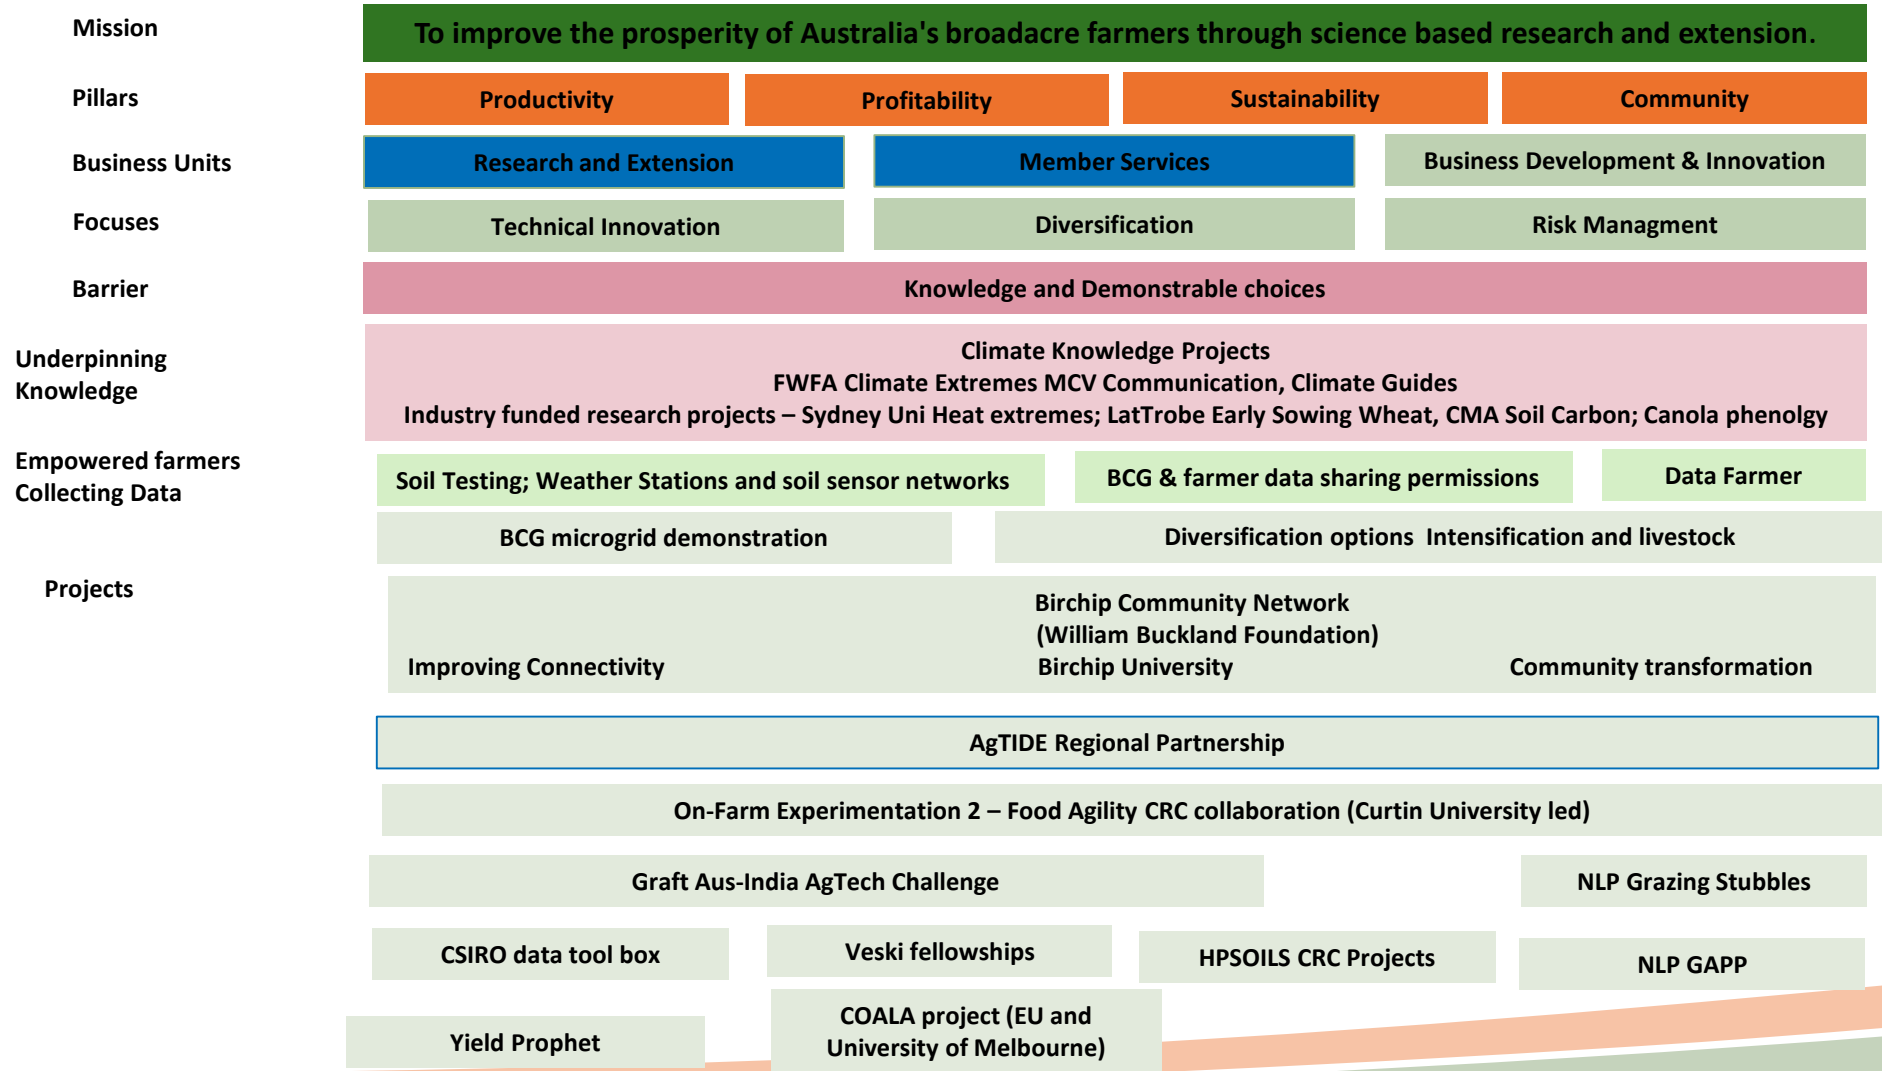 Mission
To improve the prosperity of Australia's broadacre farmers through science based research and extension.
Pillars
Productivity
Profitability
Sustainability
Community
Business Units
Research and Extension
Member Services
Business Development & Innovation
Focuses
Technical Innovation
Diversification
Risk Managment
Barrier
Knowledge and Demonstrable choices
Underpinning
Knowledge
Climate Knowledge Projects
FWFA Climate Extremes MCV Communication, Climate Guides
Industry funded research projects – Sydney Uni Heat extremes; LatTrobe Early Sowing Wheat, CMA Soil Carbon; Canola phenolgy
Empowered farmers
Collecting Data
Soil Testing; Weather Stations and soil sensor networks
BCG & farmer data sharing permissions
Data Farmer
BCG microgrid demonstration
Diversification options  Intensification and livestock
Projects
Birchip Community Network
(William Buckland Foundation)
Improving Connectivity
Birchip University
Community transformation
AgTIDE Regional Partnership
On-Farm Experimentation 2 – Food Agility CRC collaboration (Curtin University led)
Graft Aus-India AgTech Challenge
NLP Grazing Stubbles
CSIRO data tool box
Veski fellowships
HPSOILS CRC Projects
NLP GAPP
Yield Prophet
COALA project (EU and
University of Melbourne)